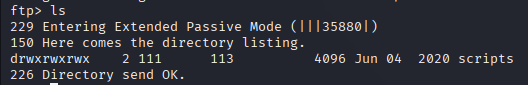 ftp> ls
229 Entering Extended Passive Mode (|||35880|)
150 Here comes the directory listing.
drwxrwxrwx    2 111      113          4096 Jun 04  2020 scripts
226 Directory send OK.